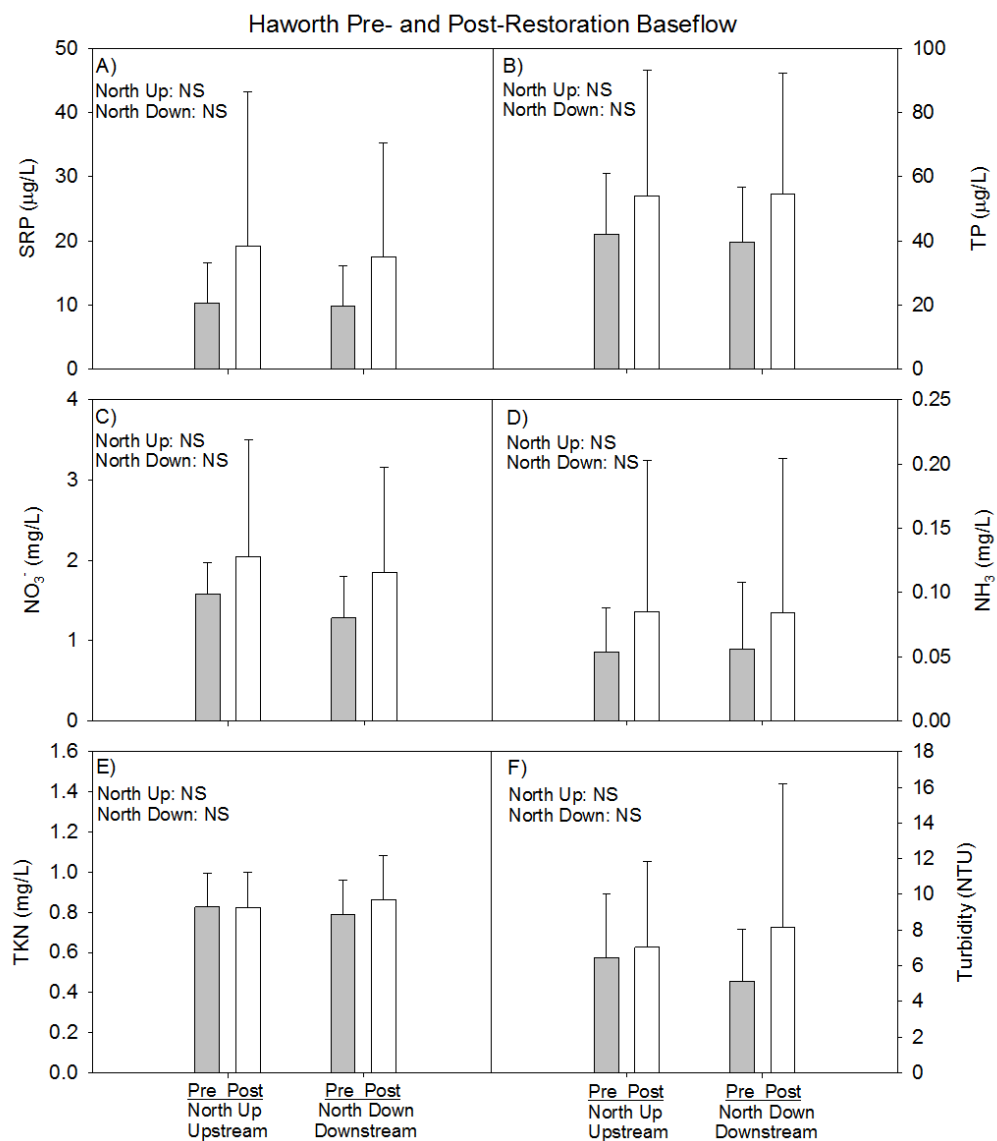 Haworth Pre- and Post-Restoration Baseflow
A)
North Up: NS
North Down: NS
SRP (µg/L)
50
40
30
20
10
0
B)
North Up: NS
North Down: NS
TP (µg/L)
100
80
60
40
20
0
C)
North Up: NS
North Down: NS
NO₃⁻ (mg/L)
4
3
2
1
0
D)
North Up: NS
North Down: NS
NH₃ (mg/L)
0.25
0.20
0.15
0.10
0.05
0.00
E)
North Up: NS
North Down: NS
TKN (mg/L)
1.6
1.4
1.2
1.0
0.8
0.6
0.4
0.2
0.0
F)
North Up: NS
North Down: NS
Turbidity (NTU)
18
16
14
12
10
8
6
4
2
0
Pre Post
North Up
Upstream
Pre Post
North Down
Downstream
Pre Post
North Up
Upstream
Pre Post
North Down
Downstream